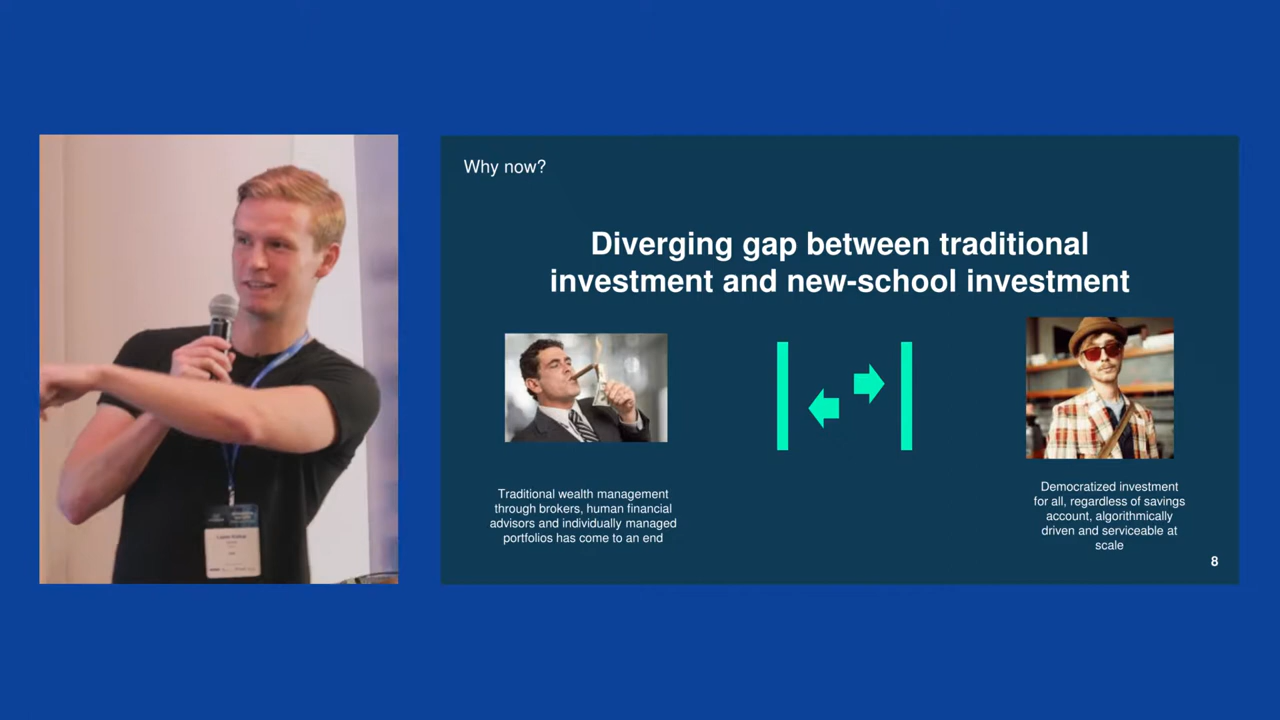 Why now?
Diverging gap between traditional
investment and new-school investment
Traditional wealth management
through brokers, human financial
advisors and individually managed
portfolios has come to an end
Democratized investment
for all, regardless of savings
account, algorithmically
driven and serviceable at
scale
8